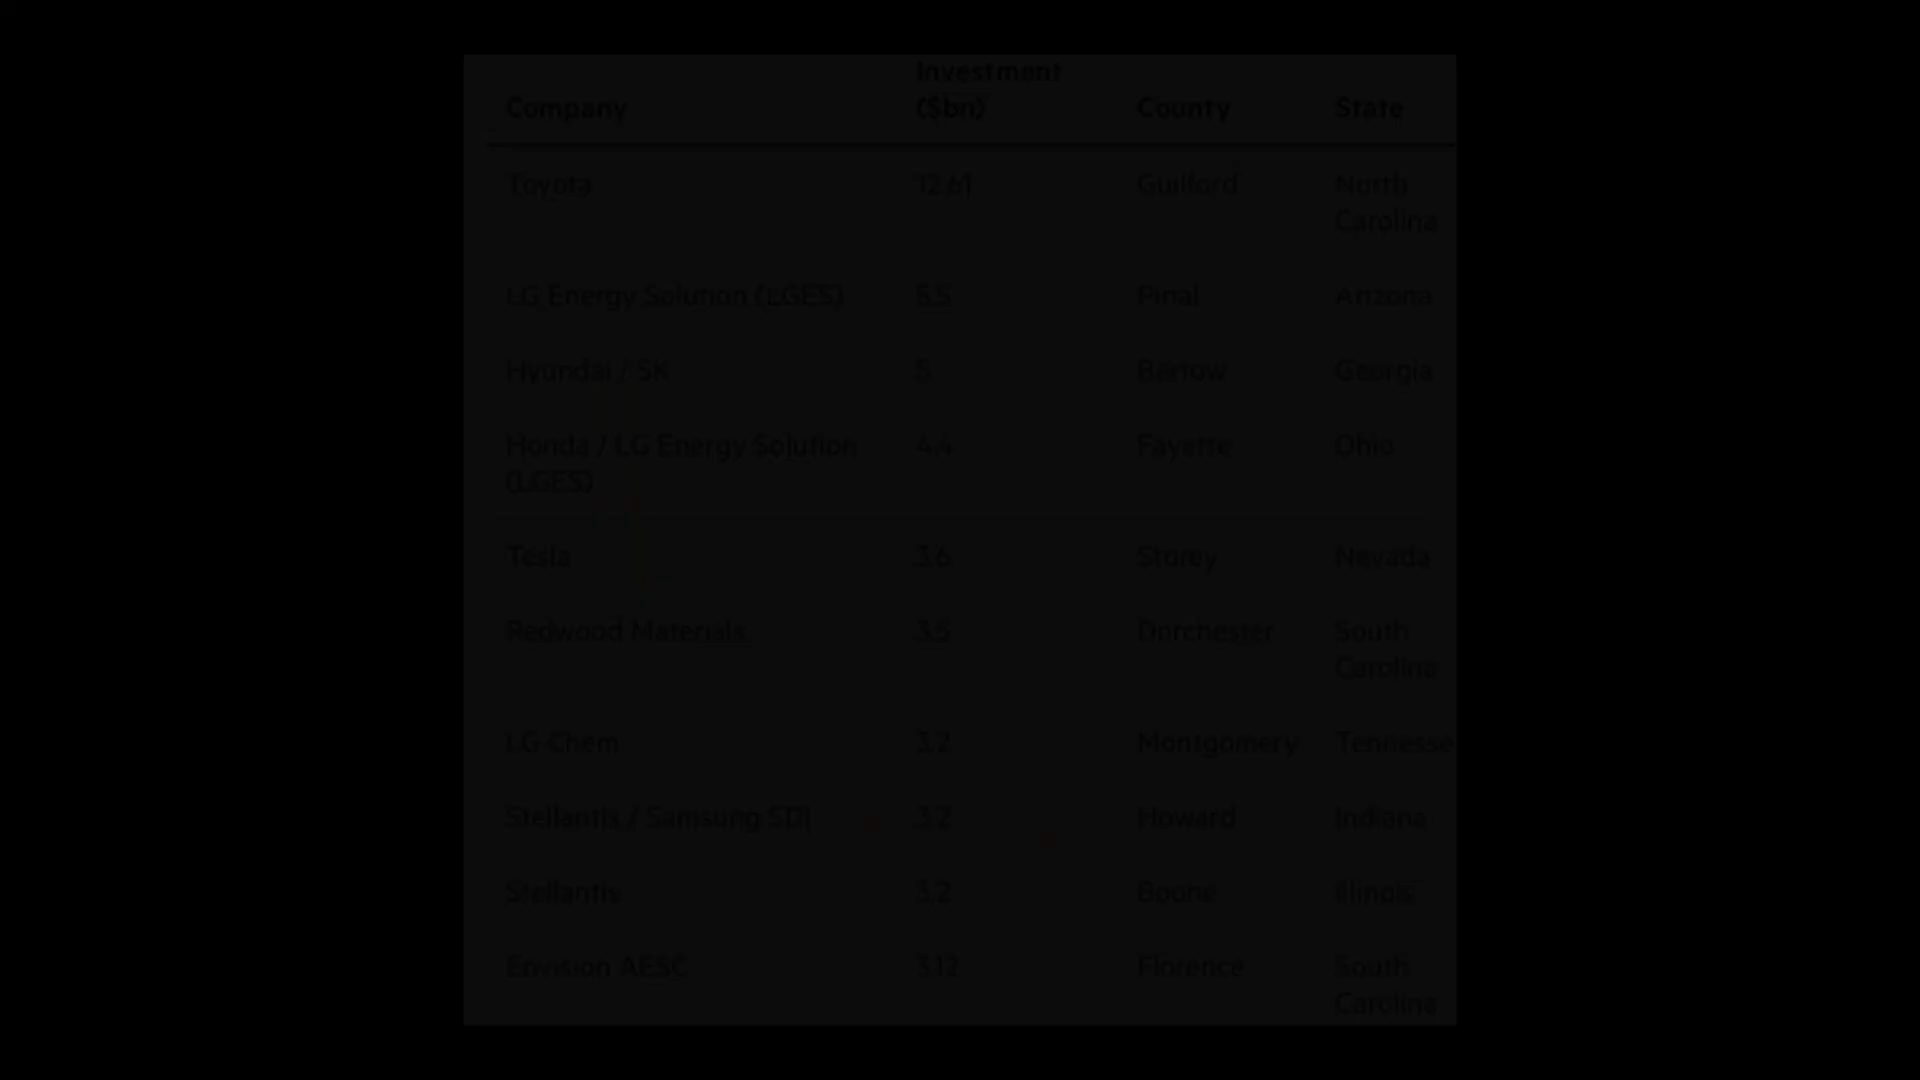 Investment
Company ($bn) County State
Toyota 12.61 Guilford North
Carolina
LG Energy Solution (LGES) 5.5 Pinal Arizona
Hyundai / SK 5 Bartow Georgia
Honda / LG Energy Solution 4.4 Fayette Ohio
(LGES)
Tesla 3.6 Storey Nevada
Redwood Materials 3.5 Dorchester South
Carolina
LG Chem 3.2 Montgomery Tennesse
Stellantis / Samsung SDI 3.2 Howard Indiana
Stellantis 3.2 Boone Illinois
Envision AESC 3.12 Florence South
Carolina